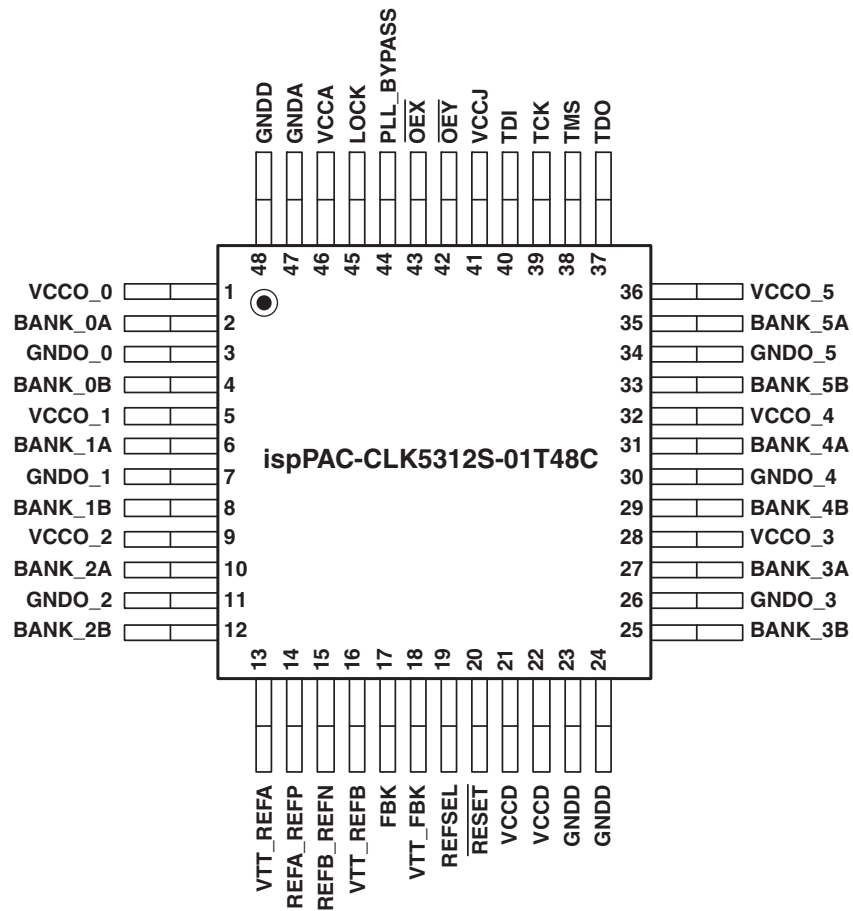 GNDD
GNDA
VCCA
LOCK
PLL_BYPASS
OEX
OEY
VCCJ
TDI
TCK
TMS
TDO
48
47
46
45
44
43
42
41
40
39
38
37
VCCO_0 1
BANK_0A 2
GNDO_0 3
BANK_0B 4
VCCO_1 5
BANK_1A 6
GNDO_1 7
BANK_1B 8
VCCO_2 9
BANK_2A 10
GNDO_2 11
BANK_2B 12
ispPAC-CLK5312S-01T48C
36 VCCO_5
35 BANK_5A
34 GNDO_5
33 BANK_5B
32 VCCO_4
31 BANK_4A
30 GNDO_4
29 BANK_4B
28 VCCO_3
27 BANK_3A
26 GNDO_3
25 BANK_3B
13
14
15
16
17
18
19
20
21
22
23
24
VTT_REFA
REFA_REFP
REFB_REFN
VTT_REFB
FBK
VTT_FBK
REFSEL
RESET
VCCD
VCCD
GNDD
GNDD